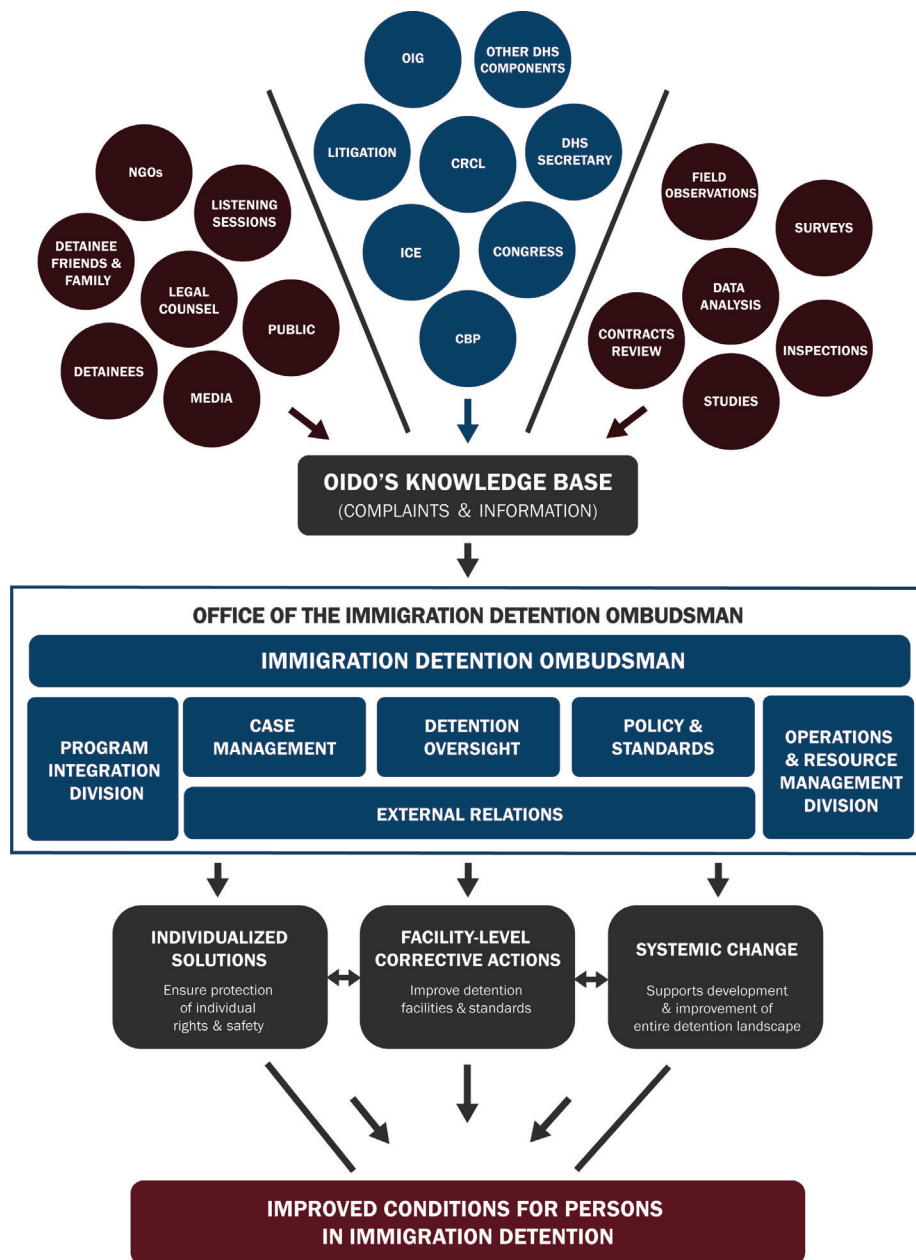 NGOs
LISTENING
SESSIONS
DETAINEE
FRIENDS &
FAMILY
LEGAL
COUNSEL
PUBLIC
DETAINEES
MEDIA
OIG
OTHER DHS
COMPONENTS
LITIGATION
CRCL
DHS
SECRETARY
ICE
CONGRESS
CBP
FIELD
OBSERVATIONS
SURVEYS
DATA
ANALYSIS
CONTRACTS
REVIEW
INSPECTIONS
STUDIES
OIDO’S KNOWLEDGE BASE
(COMPLAINTS & INFORMATION)
OFFICE OF THE IMMIGRATION DETENTION OMBUDSMAN
IMMIGRATION DETENTION OMBUDSMAN
PROGRAM
INTEGRATION
DIVISION
CASE
MANAGEMENT
DETENTION
OVERSIGHT
POLICY &
STANDARDS
OPERATIONS
& RESOURCE
MANAGEMENT
DIVISION
EXTERNAL RELATIONS
INDIVIDUALIZED
SOLUTIONS
Ensure protection
of individual
rights & safety
FACILITY-LEVEL
CORRECTIVE ACTIONS
Improve detention
facilities & standards
SYSTEMIC CHANGE
Supports development
& improvement of
entire detention landscape
IMPROVED CONDITIONS FOR PERSONS
IN IMMIGRATION DETENTION